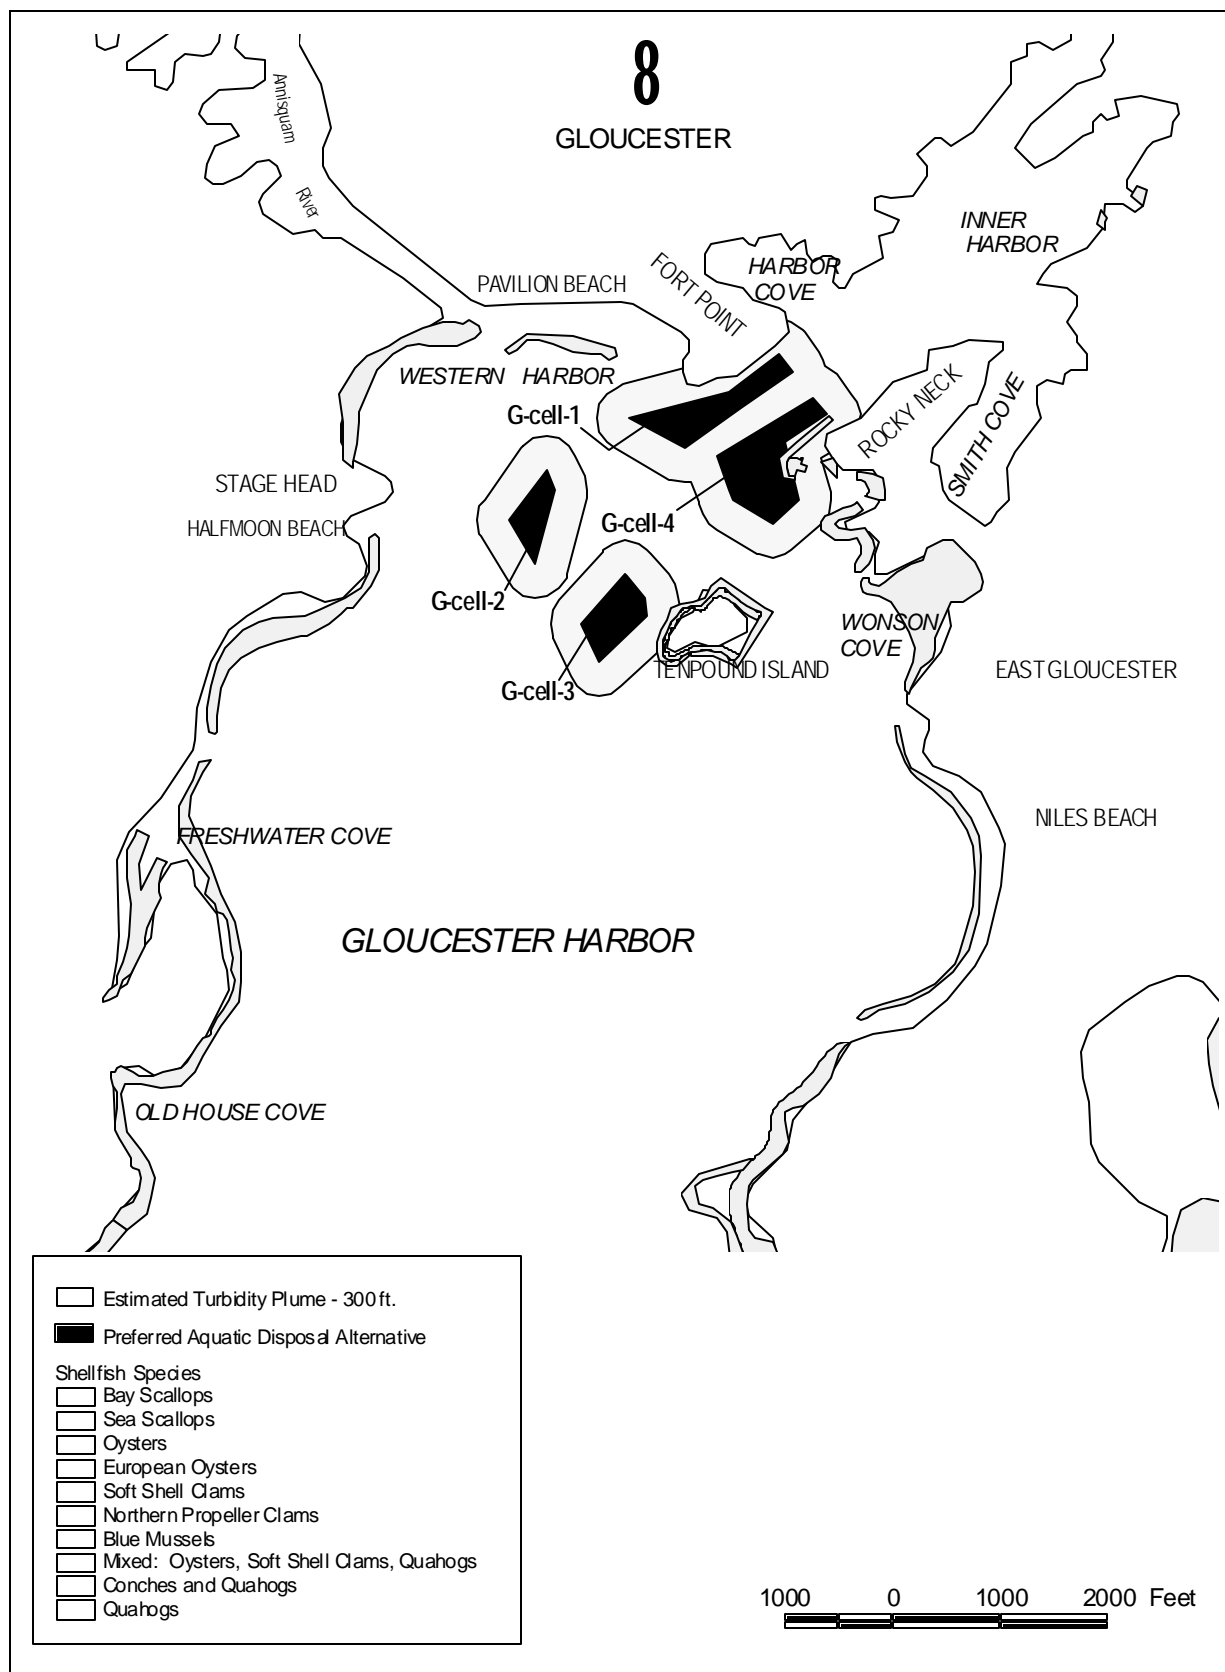 8
GLOUCESTER
Annisquam
River
INNER
HARBOR
HARBOR
COVE
FORT POINT
PAVILION BEACH
WESTERN HARBOR
ROCKY NECK
SMITH COVE
G-cell-1
STAGE HEAD
HALFMOON BEACH
G-cell-4
G-cell-2
WONSON
COVE
TENPOUND ISLAND
EAST GLOUCESTER
G-cell-3
NILES BEACH
FRESHWATER COVE
GLOUCESTER HARBOR
OLD HOUSE COVE
Estimated Turbidity Plume - 300 ft.
Preferred Aquatic Disposal Alternative
Shellfish Species
Bay Scallops
Sea Scallops
Oysters
European Oysters
Soft Shell Clams
Northern Propeller Clams
Blue Mussels
Mixed: Oysters, Soft Shell Clams, Quahogs
Conches and Quahogs
Quahogs
1000 0 1000 2000 Feet